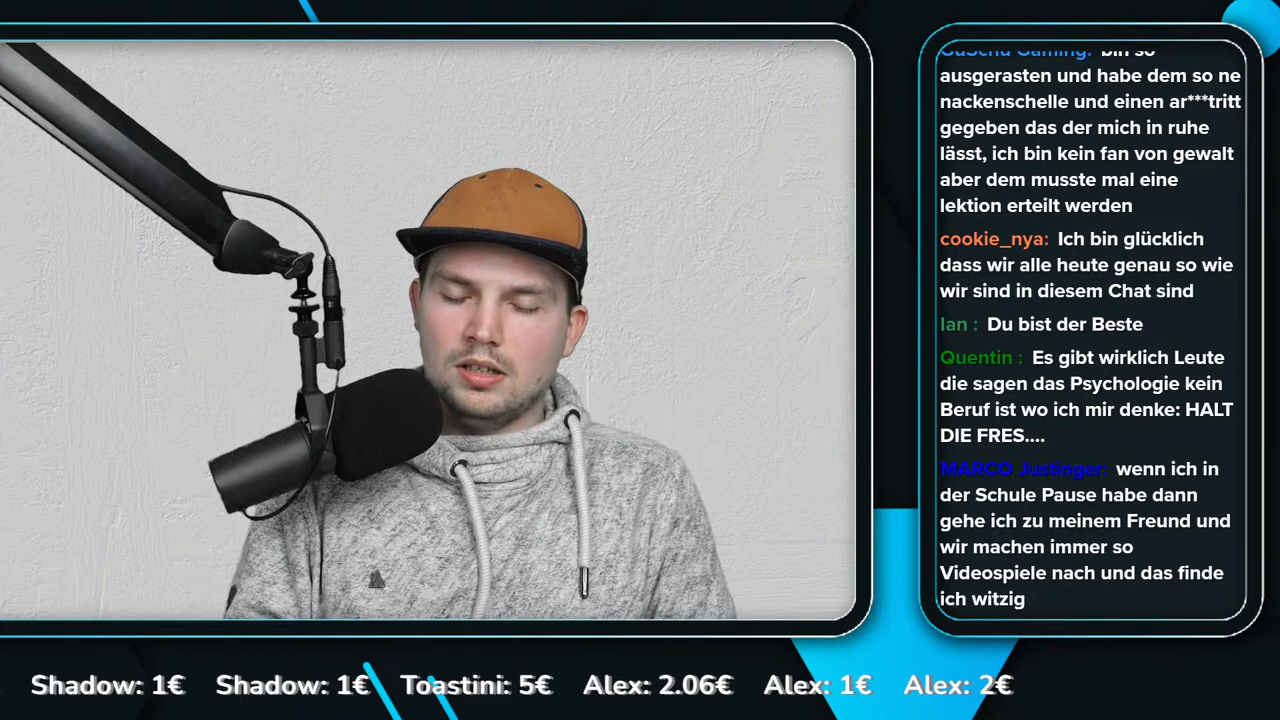 bin so
ausgerasten und habe dem so ne
nackenschelle und einen ar***tritt
gegeben das der mich in ruhe
lässt, ich bin kein fan von gewalt
aber dem musste mal eine
lektion erteilt werden
cookie_nya: Ich bin glücklich
dass wir alle heute genau so wie
wir sind in diesem Chat sind
Ian : Du bist der Beste
Quentin : Es gibt wirklich Leute
die sagen das Psychologie kein
Beruf ist wo ich mir denke: HALT
DIE FRES....
MARCO Justinger: wenn ich in
der Schule Pause habe dann
gehe ich zu meinem Freund und
wir machen immer so
Videospiele nach und das finde
ich witzig
Shadow: 1€ Shadow: 1€ Toastini: 5€ Alex: 2.06€ Alex: 1€ Alex: 2€